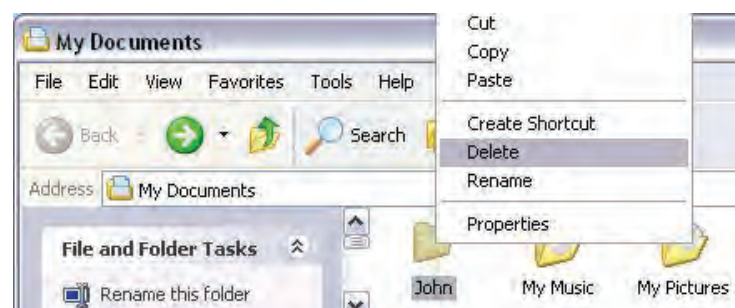 My Documents
File Edit View Favorites Tools Help
Back Search
Address My Documents
File and Folder Tasks
Rename this folder
Cut
Copy
Paste
Create Shortcut
Delete
Rename
Properties
John My Music My Pictures